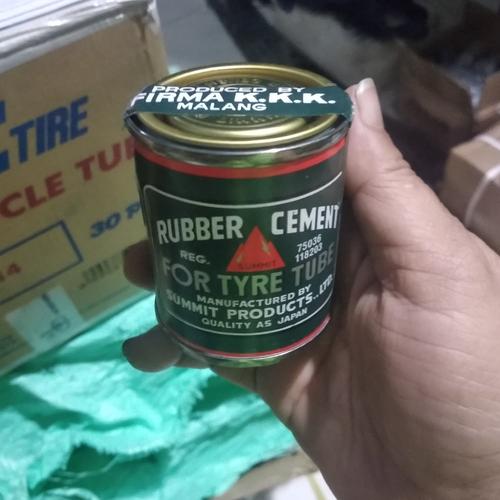 PRODUCED BY
FIRMA K.K.K.
MALANG
RUBBER CEMENT
REG.
SUMMIT
75036
118203
FOR TYRE TUBE
MANUFACTURED BY
SUMMIT PRODUCTS., LTD.
QUALITY AS JAPAN
TIRE
CLE TU
30 P